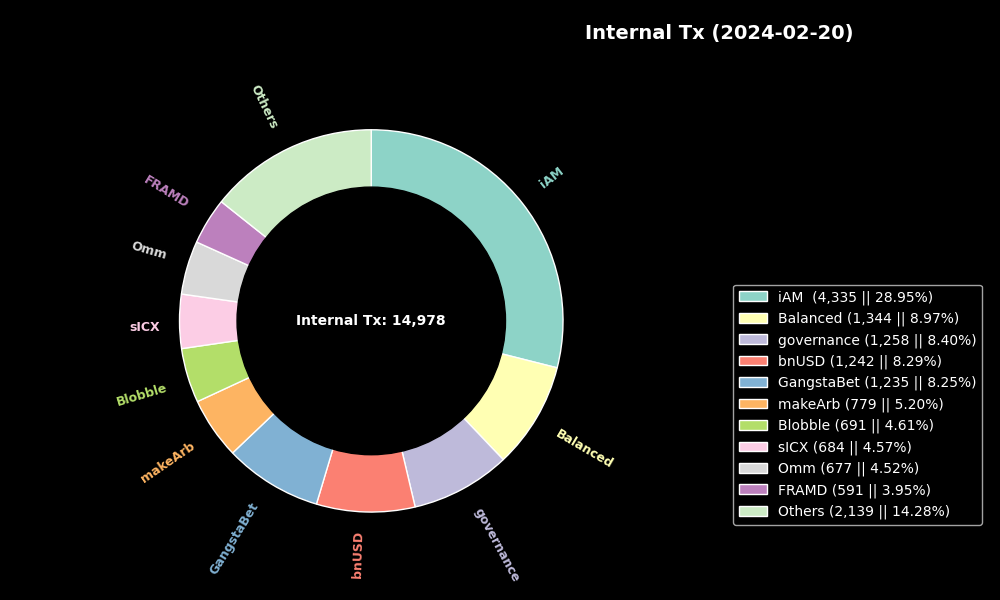 Internal Tx (2024-02-20)
Others
iAM
FRAMD
Omm
sICX
Internal Tx: 14,978
Blobble
Balanced
makeArb
GangstaBet
bnUSD
governance
iAM  (4,335 || 28.95%)
Balanced (1,344 || 8.97%)
governance (1,258 || 8.40%)
bnUSD (1,242 || 8.29%)
GangstaBet (1,235 || 8.25%)
makeArb (779 || 5.20%)
Blobble (691 || 4.61%)
sICX (684 || 4.57%)
Omm (677 || 4.52%)
FRAMD (591 || 3.95%)
Others (2,139 || 14.28%)